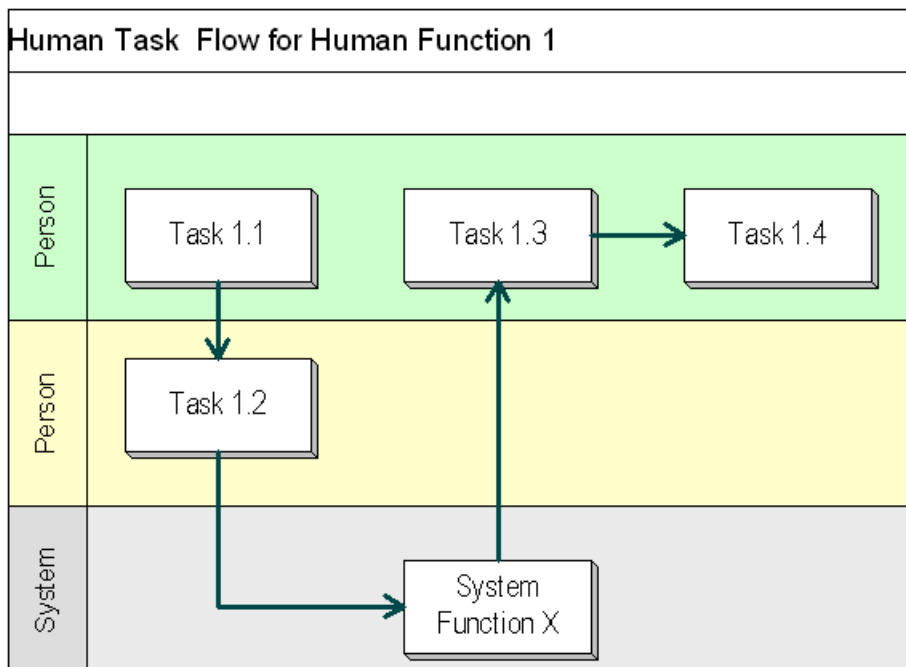 Human Task Flow for Human Function 1
Person
Task 1.1
Task 1.3
Task 1.4
Person
Task 1.2
System
System
Function X